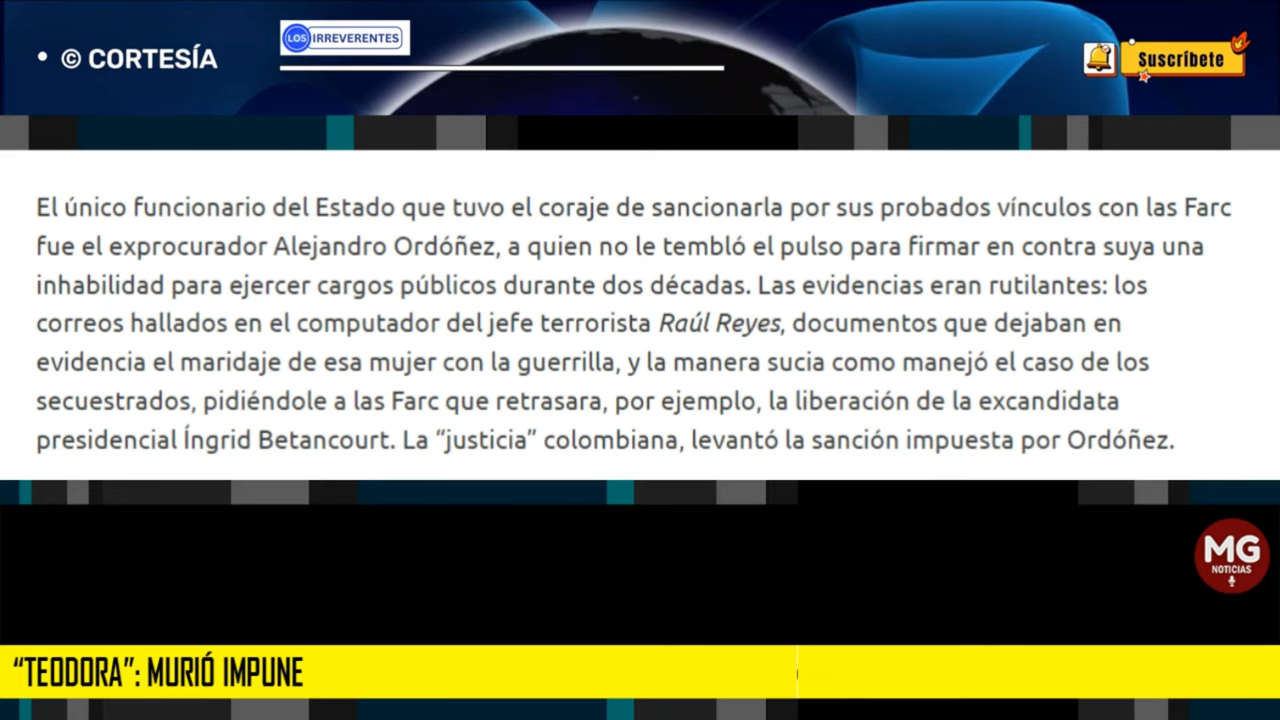 • © CORTESÍA
LOS IRREVERENTES
Suscríbete
El único funcionario del Estado que tuvo el coraje de sancionarla por sus probados vínculos con las Farc
fue el exprocurador Alejandro Ordóñez, a quien no le tembló el pulso para firmar en contra suya una
inhabilidad para ejercer cargos públicos durante dos décadas. Las evidencias eran rutilantes: los
correos hallados en el computador del jefe terrorista Raúl Reyes, documentos que dejaban en
evidencia el maridaje de esa mujer con la guerrilla, y la manera sucia como manejó el caso de los
secuestrados, pidiéndole a las Farc que retrasara, por ejemplo, la liberación de la excandidata
presidencial Íngrid Betancourt. La “justicia” colombiana, levantó la sanción impuesta por Ordóñez.
MG
NOTICIAS
“TEODORA”: MURIÓ IMPUNE